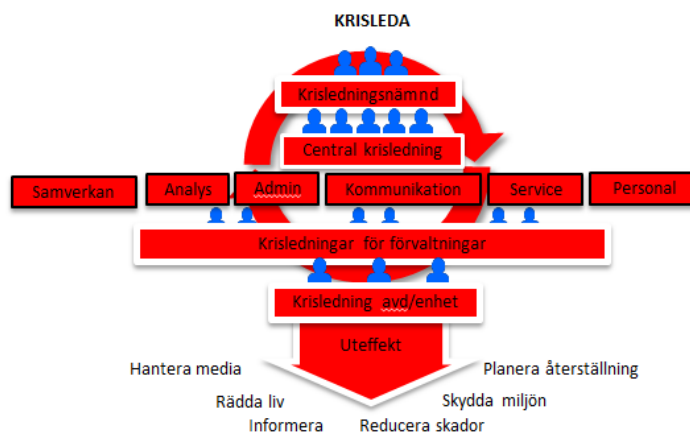 KRISLEDA
Krisledningsnämnd
Central krisledning
Samverkan
Analys
Admin
Kommunikation
Service
Personal
Krisledningar för förvaltningar
Krisledning avd/enhet
Uteffekt
Hantera media
Planera återställning
Rädda liv
Skydda miljön
Informera
Reducera skador